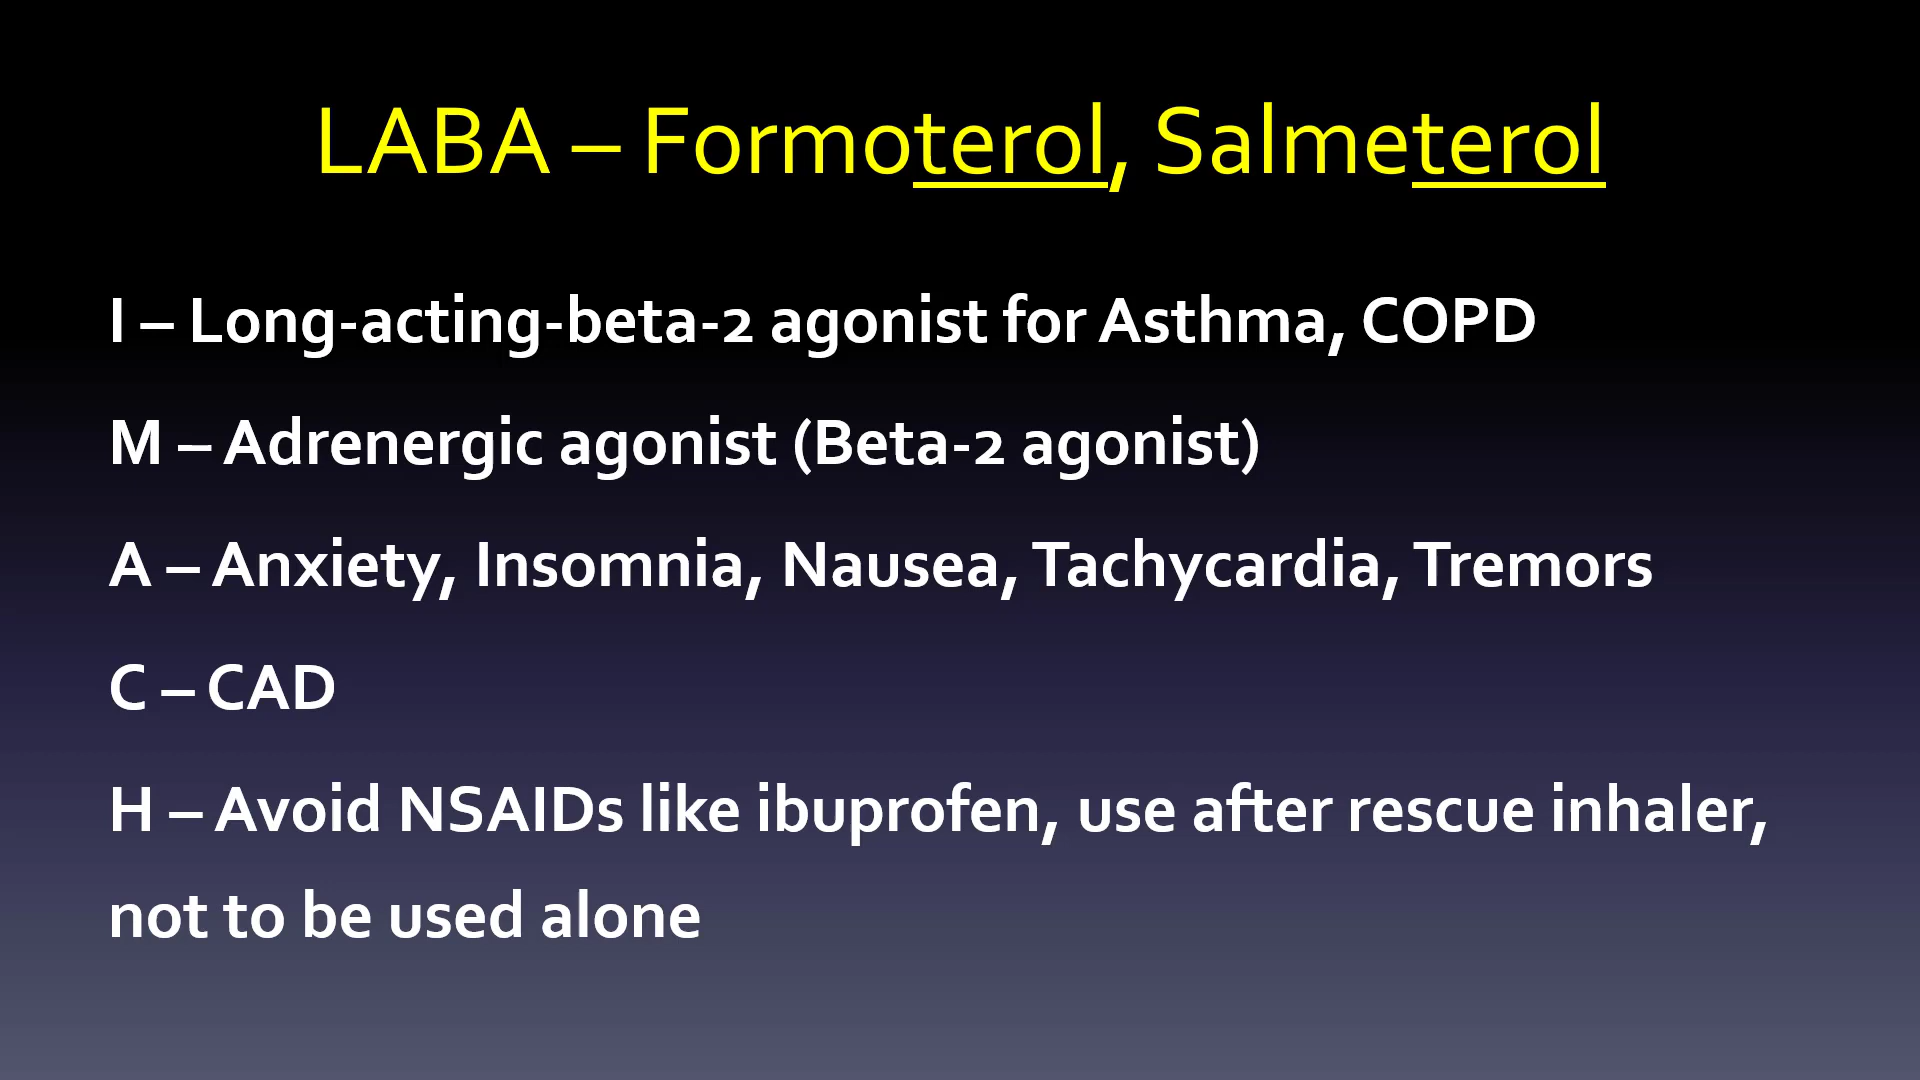 LABA – Formoterol, Salmeterol
I – Long-acting-beta-2 agonist for Asthma, COPD
M – Adrenergic agonist (Beta-2 agonist)
A – Anxiety, Insomnia, Nausea, Tachycardia, Tremors
C – CAD
H – Avoid NSAIDs like ibuprofen, use after rescue inhaler,
not to be used alone